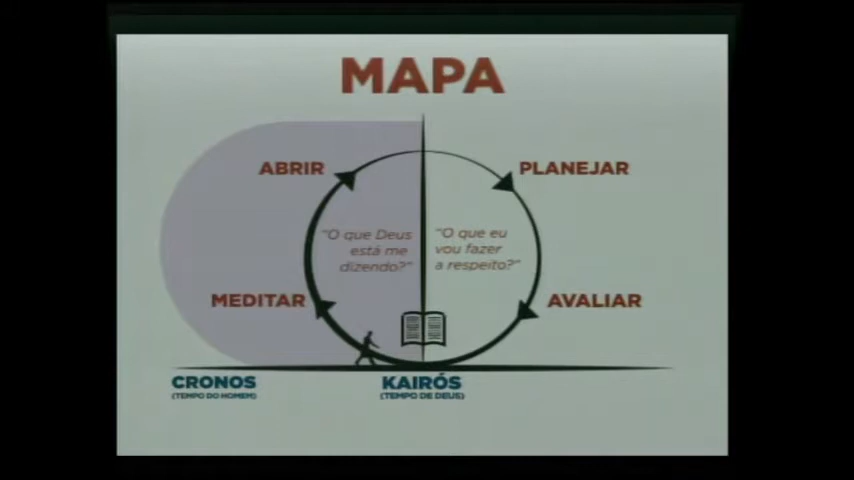 MAPA
ABRIR
PLANEJAR
"O que Deus
está me
dizendo?"
"O que eu
vou fazer
a respeito?"
MEDITAR
AVALIAR
CRONOS
(TEMPO DO HOMEM)
KAIRÓS
(TEMPO DE DEUS)